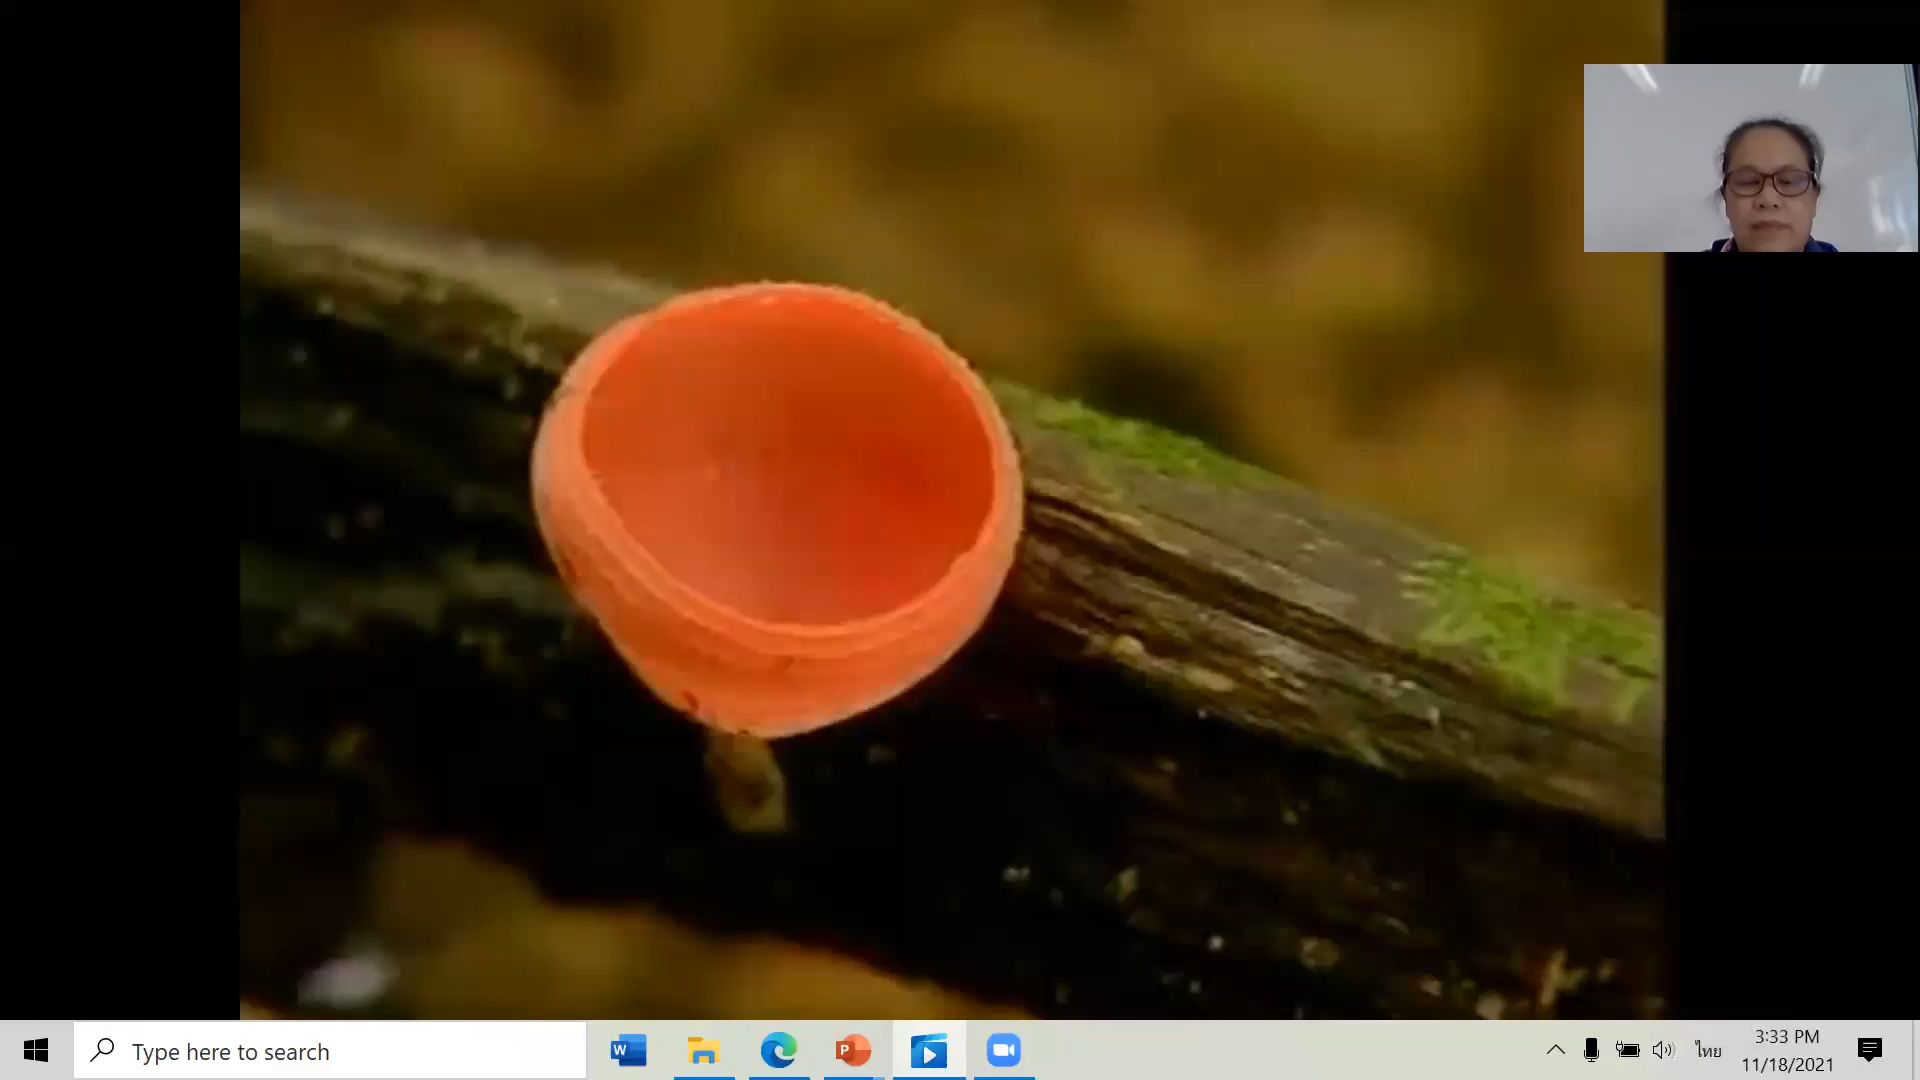 Type here to search
W
P
ไทย
3:33 PM
11/18/2021